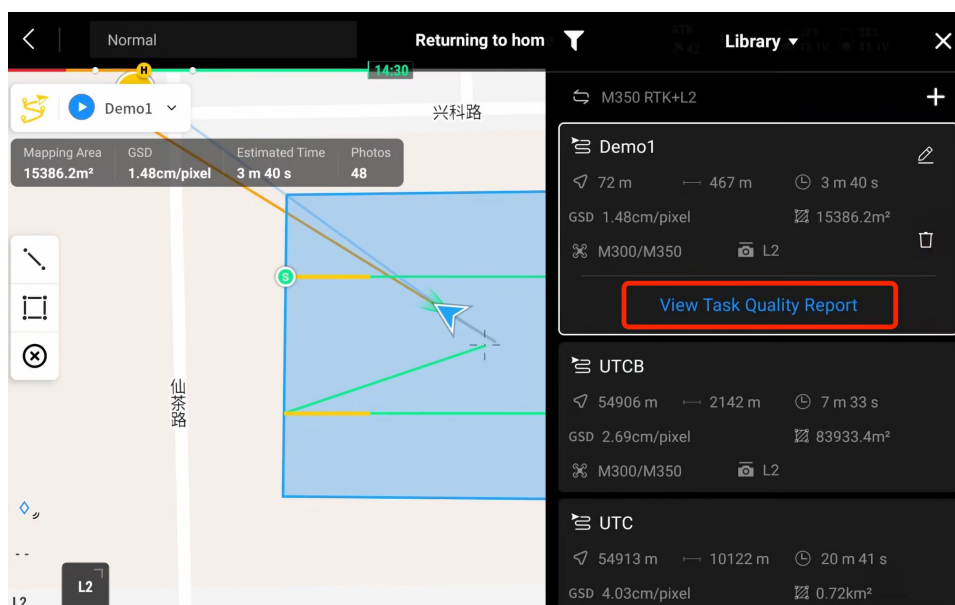 Normal
Returning to hom
Library
14:30
Demo1
兴科路
M350 RTK+L2
Mapping Area GSD Estimated Time Photos
15386.2m² 1.48cm/pixel 3 m 40 s 48
Demo1
72 m 467 m 3 m 40 s
GSD 1.48cm/pixel 15386.2m²
M300/M350 L2
View Task Quality Report
H
S
仙茶路
UTCB
54906 m 2142 m 7 m 33 s
GSD 2.69cm/pixel 83933.4m²
M300/M350 L2
UTC
54913 m 10122 m 20 m 41 s
GSD 4.03cm/pixel 0.72km²
- -
L2
L2